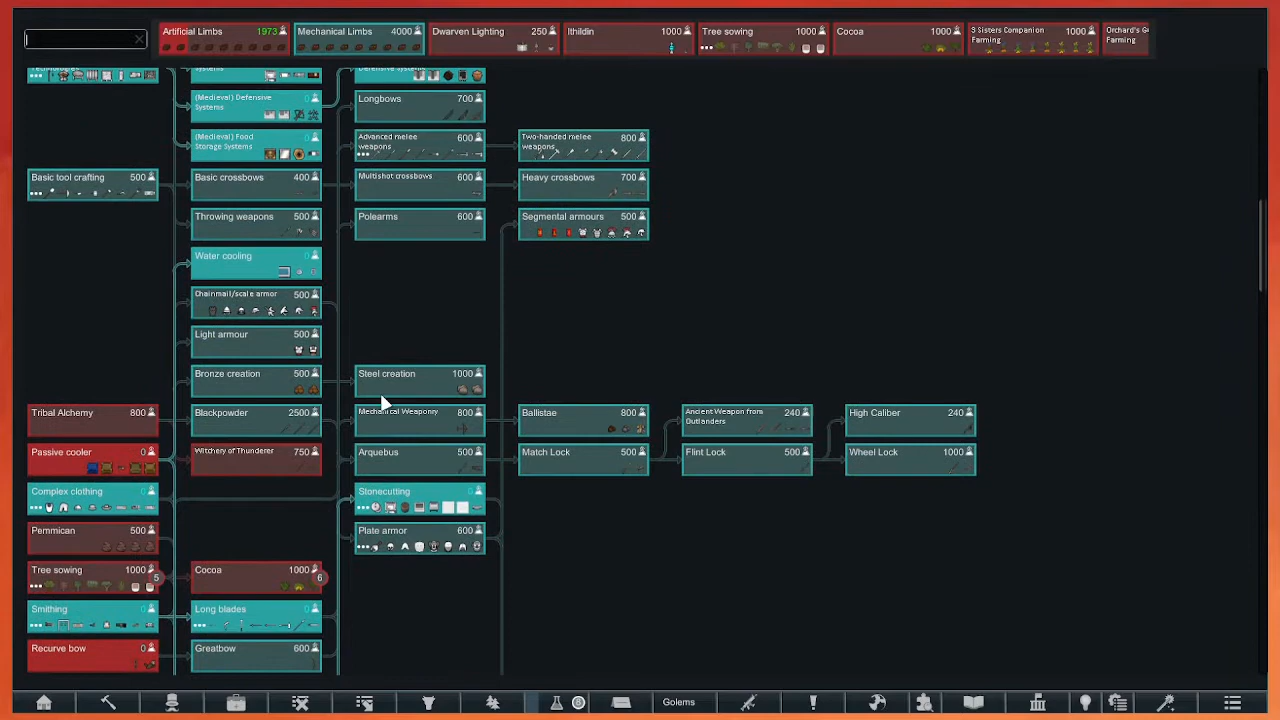 Artificial Limbs 1973
Mechanical Limbs 4000
Dwarven Lighting 250
Ithildin 1000
Tree sowing 1000
Cocoa 1000
3 Sisters Companion
Farming 1000
Orchard's G
Farming
(Medieval) Defensive
Systems 0
Longbows 700
(Medieval) Food
Storage Systems 0
Advanced melee
weapons 600
Two-handed melee
weapons 800
Basic tool crafting 500
Basic crossbows 400
Multishot crossbows 600
Heavy crossbows 700
Throwing weapons 500
Polearms 600
Segmental armours 500
Water cooling 0
Chainmail/scale armor 500
Light armour 500
Bronze creation 500
Steel creation 1000
Tribal Alchemy 800
Blackpowder 2500
Mechanical Weaponry 800
Ballistae 800
Ancient Weapon from
Outlanders 240
High Caliber 240
Passive cooler 0
Witchery of Thunderer 750
Arquebus 500
Match Lock 500
Flint Lock 500
Wheel Lock 1000
Complex clothing 0
Stonecutting 0
Pemmican 500
Plate armor 600
Tree sowing 1000
5
Cocoa 1000
6
Smithing 0
Long blades 0
Recurve bow 0
Greatbow 600
8
Golems